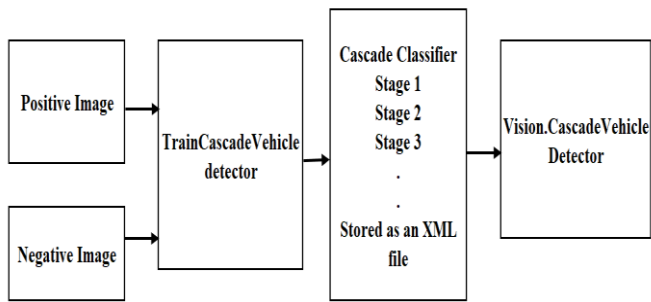 Positive Image
Negative Image
TrainCascadeVehicle
detector
Cascade Classifier
Stage 1
Stage 2
Stage 3
.
.
Stored as an XML
file
Vision.CascadeVehicle
Detector